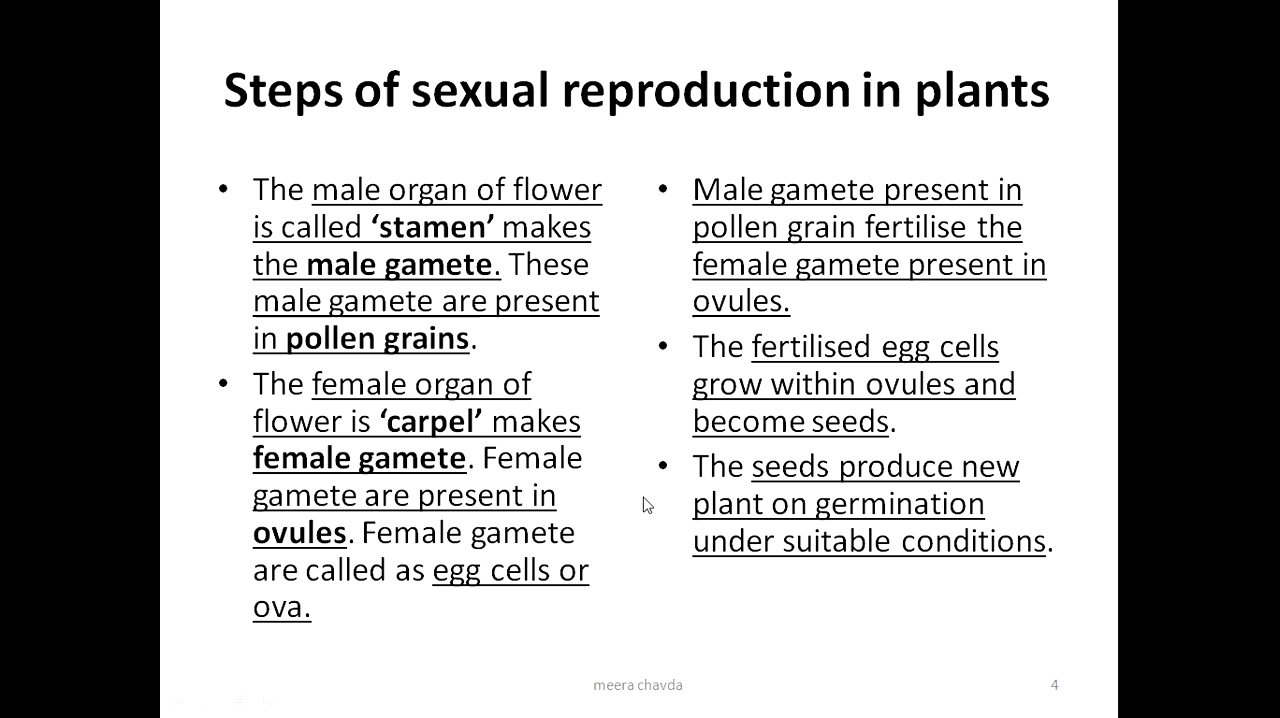 Steps of sexual reproduction in plants
• The male organ of flower
is called ‘stamen’ makes
the male gamete. These
male gamete are present
in pollen grains.
• The female organ of
flower is ‘carpel’ makes
female gamete. Female
gamete are present in
ovules. Female gamete
are called as egg cells or
ova.
• Male gamete present in
pollen grain fertilise the
female gamete present in
ovules.
• The fertilised egg cells
grow within ovules and
become seeds.
• The seeds produce new
plant on germination
under suitable conditions.
meera chavda
4